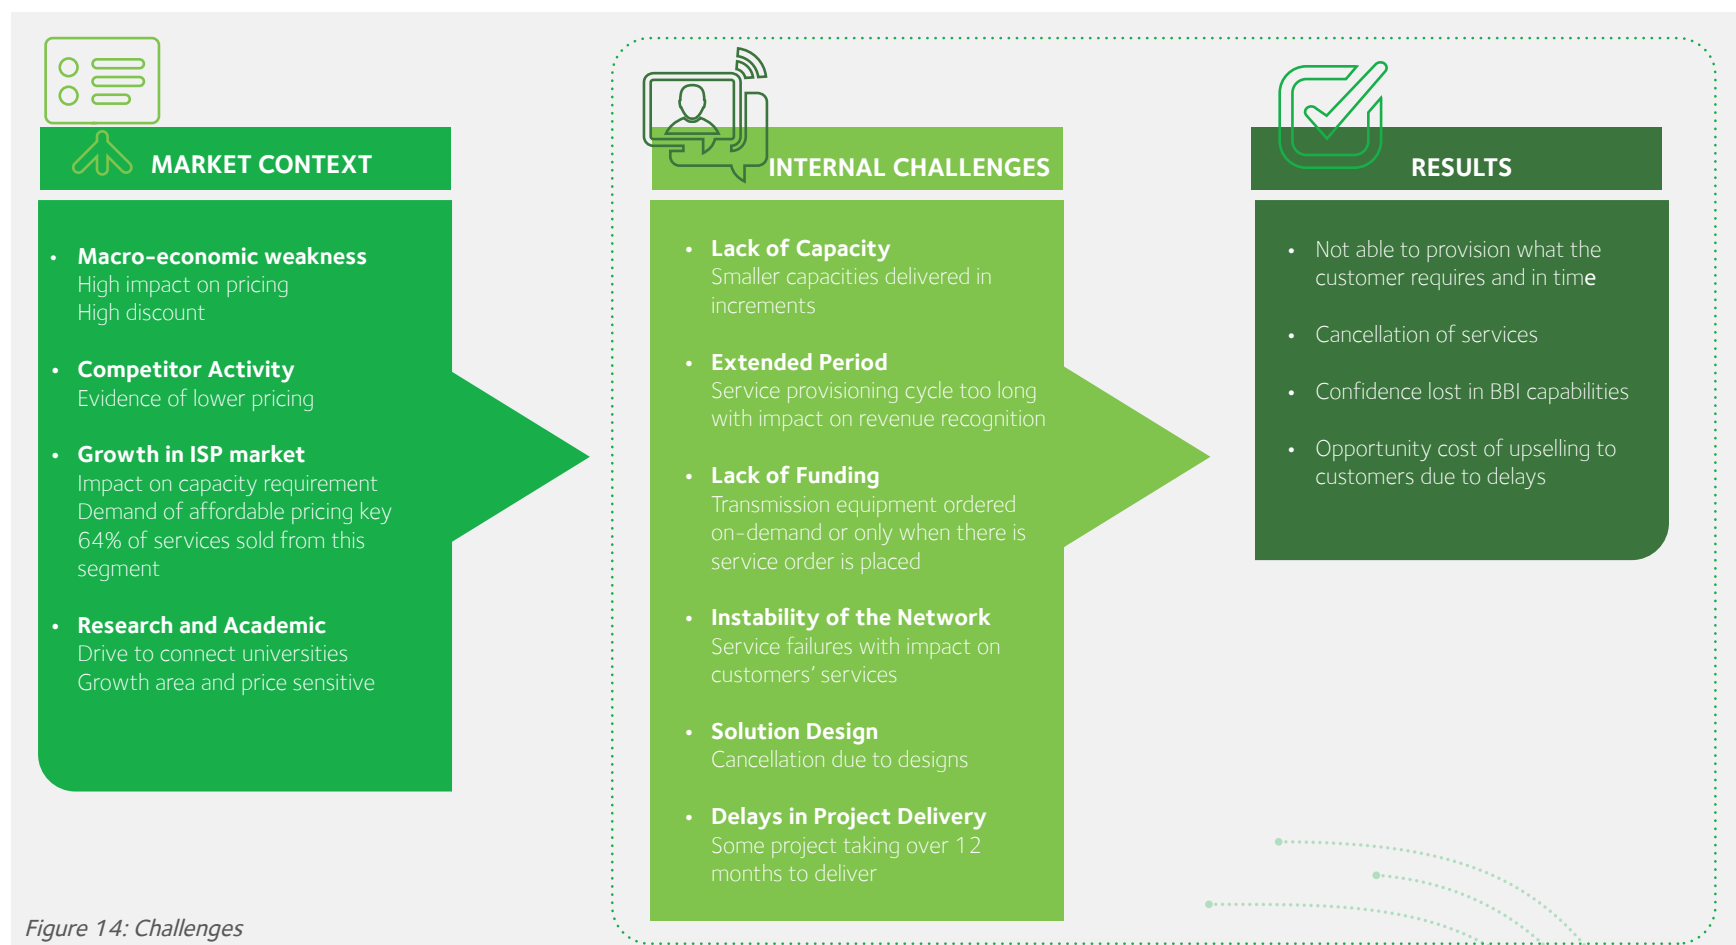 MARKET CONTEXT
• Macro-economic weakness
High impact on pricing
High discount
• Competitor Activity
Evidence of lower pricing
• Growth in ISP market
Impact on capacity requirement
Demand of affordable pricing key
64% of services sold from this
segment
• Research and Academic
Drive to connect universities
Growth area and price sensitive
INTERNAL CHALLENGES
• Lack of Capacity
Smaller capacities delivered in
increments
• Extended Period
Service provisioning cycle too long
with impact on revenue recognition
• Lack of Funding
Transmission equipment ordered
on-demand or only when there is
service order is placed
• Instability of the Network
Service failures with impact on
customers’ services
• Solution Design
Cancellation due to designs
• Delays in Project Delivery
Some project taking over 12
months to deliver
RESULTS
• Not able to provision what the
customer requires and in time
• Cancellation of services
• Confidence lost in BBI capabilities
• Opportunity cost of upselling to
customers due to delays
Figure 14: Challenges